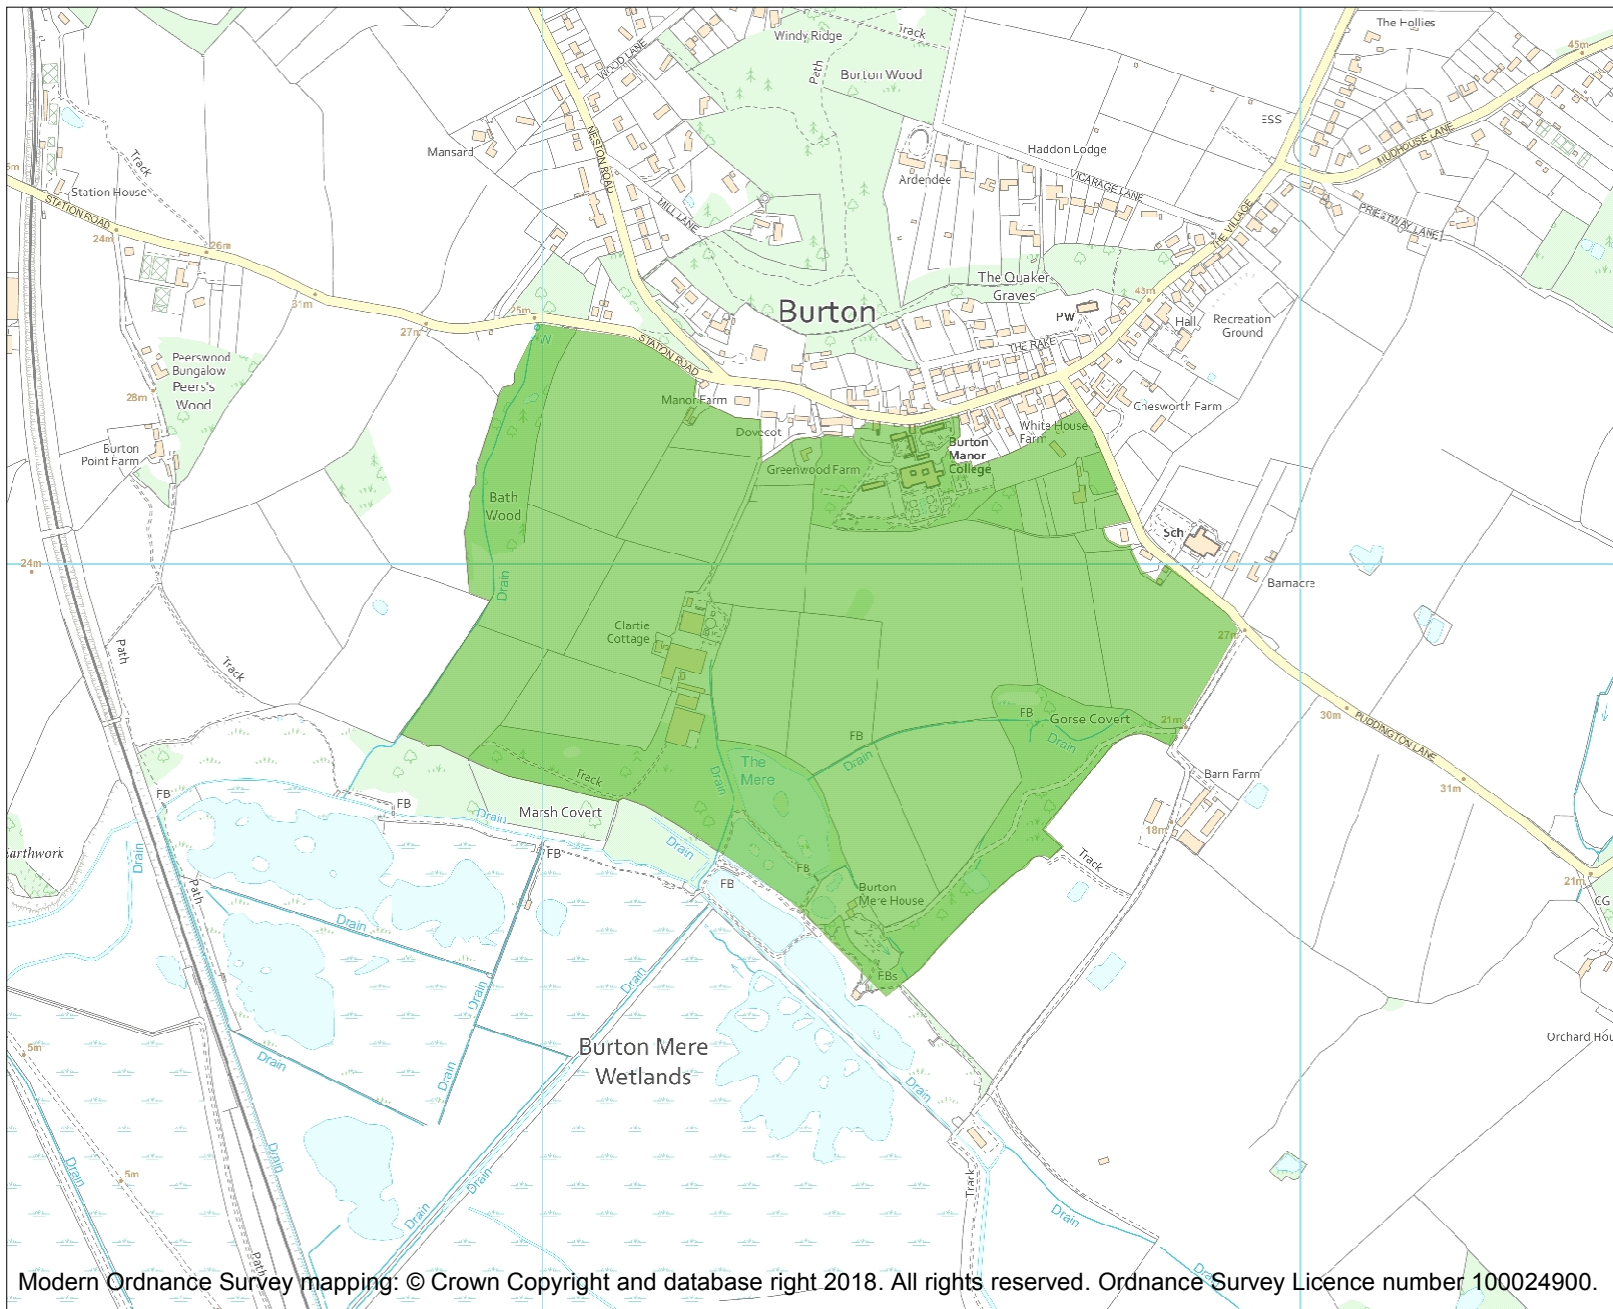 The Hollies
45m
Windy Ridge
Track
Path
Burton Wood
WOOD LANE
ESS
MUDHOUSE LANE
NESTON ROAD
Mansard
Haddon Lodge
Track
5m
Station House
Ardendee
VICARAGE LANE
STATION ROAD
MILL LANE
THE VILLAGE
PRIESTWAY LANE
24m
26m
The Quaker
Graves
31m
43m
Burton
PW
Hall
Recreation
Ground
25m
27m
W
STATON ROAD
THE RAKE
Peerswood
Bungalow
Peers's
Wood
28m
Manor Farm
Chesworth Farm
Dovecot
White House
Farm
Burton
Point Farm
Burton
Manor
College
Greenwood Farm
Bath
Wood
Sch
24m
Drain
Barnacre
Clartie
Cottage
27m
Path
Track
FB
Gorse Covert
21m
30m
PUDDINGTON LANE
FB
Drain
Drain
The
Mere
Track
Drain
Barn Farm
31m
FB
FB
Marsh Covert
Drain
18m
Earthwork
Drain
FB
Drain
Track
FB
21m
Path
FB
Burton
Mere House
CG
Drain
FBs
Drain
Drain
Orchard Hou
5m
Burton Mere
Wetlands
Drain
Drain
Drain
Drain
Drain
5m
Drain
Track
Drain
Drain
Path
Drain
Modern Ordnance Survey mapping: © Crown Copyright and database right 2018. All rights reserved. Ordnance Survey Licence number 100024900.